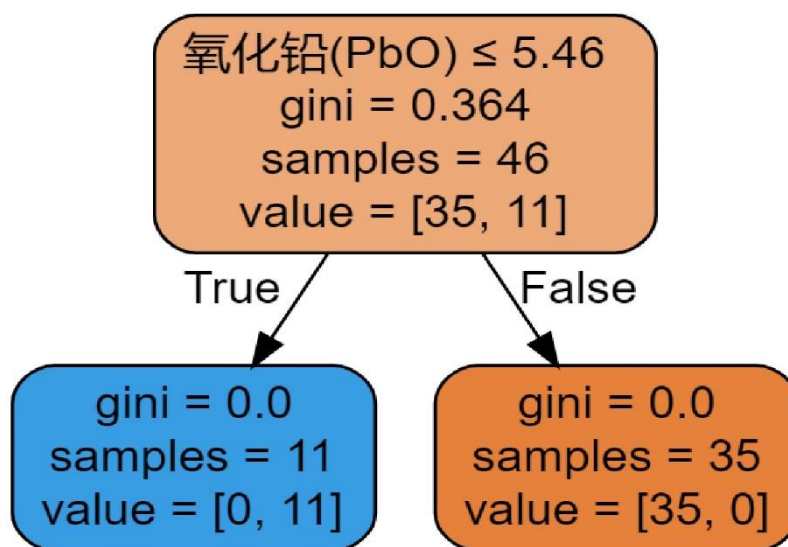 氧化铅(PbO) ≤ 5.46
gini = 0.364
samples = 46
value = [35, 11]
True
False
gini = 0.0
samples = 11
value = [0, 11]
gini = 0.0
samples = 35
value = [35, 0]